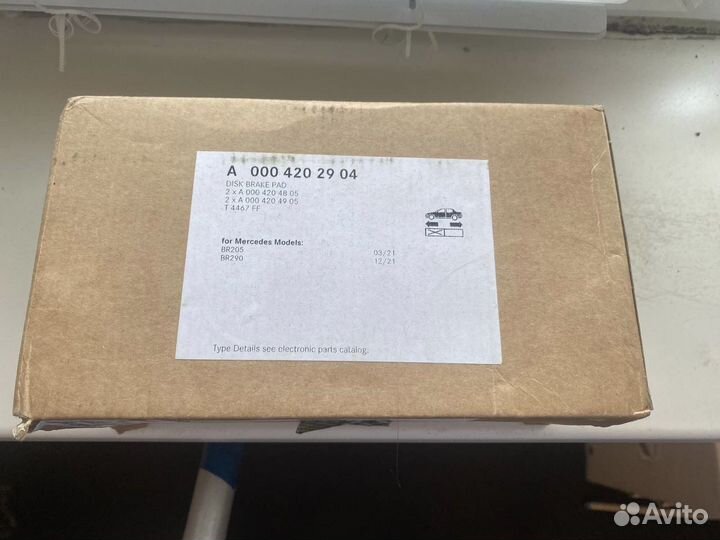 A 000 420 29 04
DISK BRAKE PAD
2 x A 000 420 48 05
2 x A 000 420 49 05
T 4467 FF
for Mercedes Models:
BR205 03/21
BR290 12/21
Type Details see electronic parts catalog.
Avito